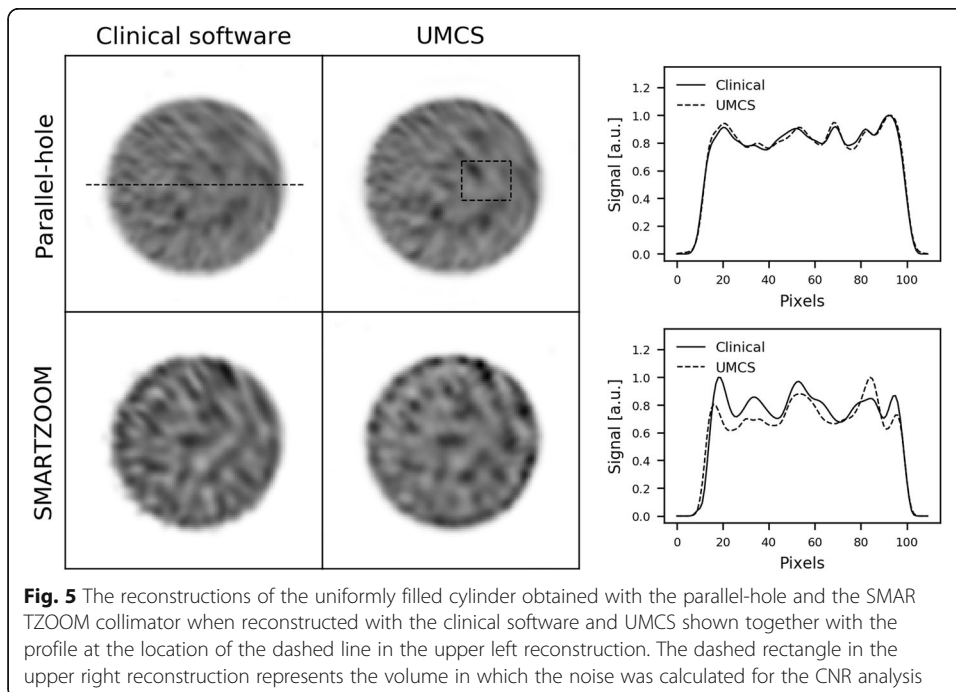 Clinical software
UMCS
Parallel-hole
SMARTZOOM
Clinical
UMCS
Signal [a.u.]
1.2
1.0
0.8
0.6
0.4
0.2
0.0
0 20 40 60 80 100
Pixels
Clinical
UMCS
Signal [a.u.]
1.2
1.0
0.8
0.6
0.4
0.2
0.0
0 20 40 60 80 100
Pixels
Fig. 5 The reconstructions of the uniformly filled cylinder obtained with the parallel-hole and the SMAR
TZOOM collimator when reconstructed with the clinical software and UMCS shown together with the
profile at the location of the dashed line in the upper left reconstruction. The dashed rectangle in the
upper right reconstruction represents the volume in which the noise was calculated for the CNR analysis